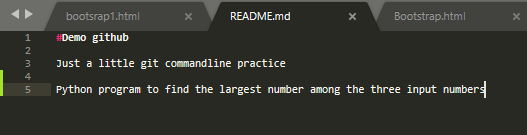 bootsrap1.html × README.md × Bootstrap.html ×
1 #Demo github
2
3 Just a little git commandline practice
4
5 Python program to find the largest number among the three input numbers